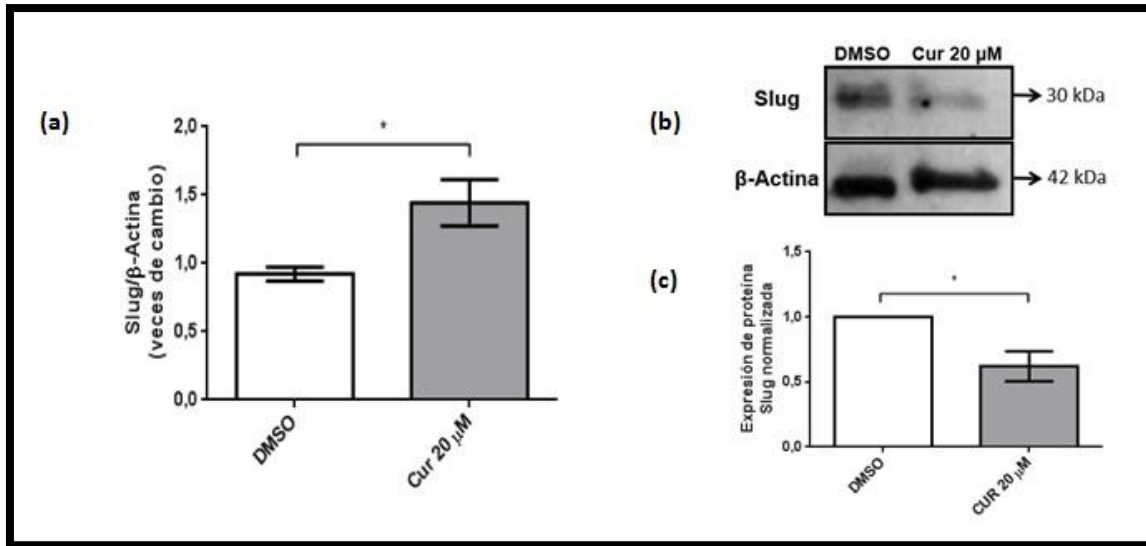 (a)
Slug/β-Actina
(veces de cambio)
2,0
1,5
1,0
0,5
0,0
*
DMSO
Cur 20 μM
(b)
DMSO Cur 20 μM
Slug
30 kDa
β-Actina
42 kDa
(c)
Expresión de proteína
Slug normalizada
1,5
1,0
0,5
0,0
*
DMSO
CUR 20 μM